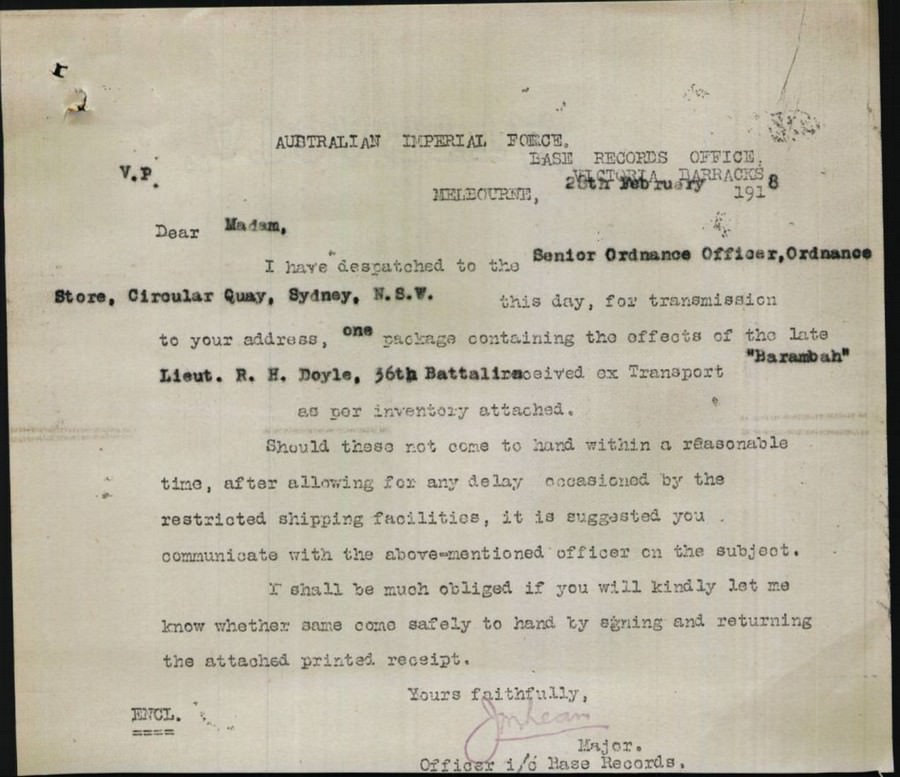 AUSTRALIAN IMPERIAL FORCE.
BASE RECORDS OFFICE,
V.P.
VICTORIA BARRACKS
MELBOURNE, 28th February 1918
Dear Madam,
I have despatched to the Senior Ordnance Officer,Ordnance
Store, Circular Quay, Sydney, N.S.W. this day, for transmission
to your address, one package containing the effects of the late
Lieut. R. H. Doyle, 36th Battali received ex Transport "Barambah"
as per inventory attached.
Should these not come to hand within a reasonable
time, after allowing for any delay occasioned by the
restricted shipping facilities, it is suggested you
communicate with the above-mentioned officer on the subject.
I shall be much obliged if you will kindly let me
know whether same come safely to hand by signing and returning
the attached printed receipt.
Yours faithfully,
ENCL.
JMLean
Major.
Officer i/c Base Records.